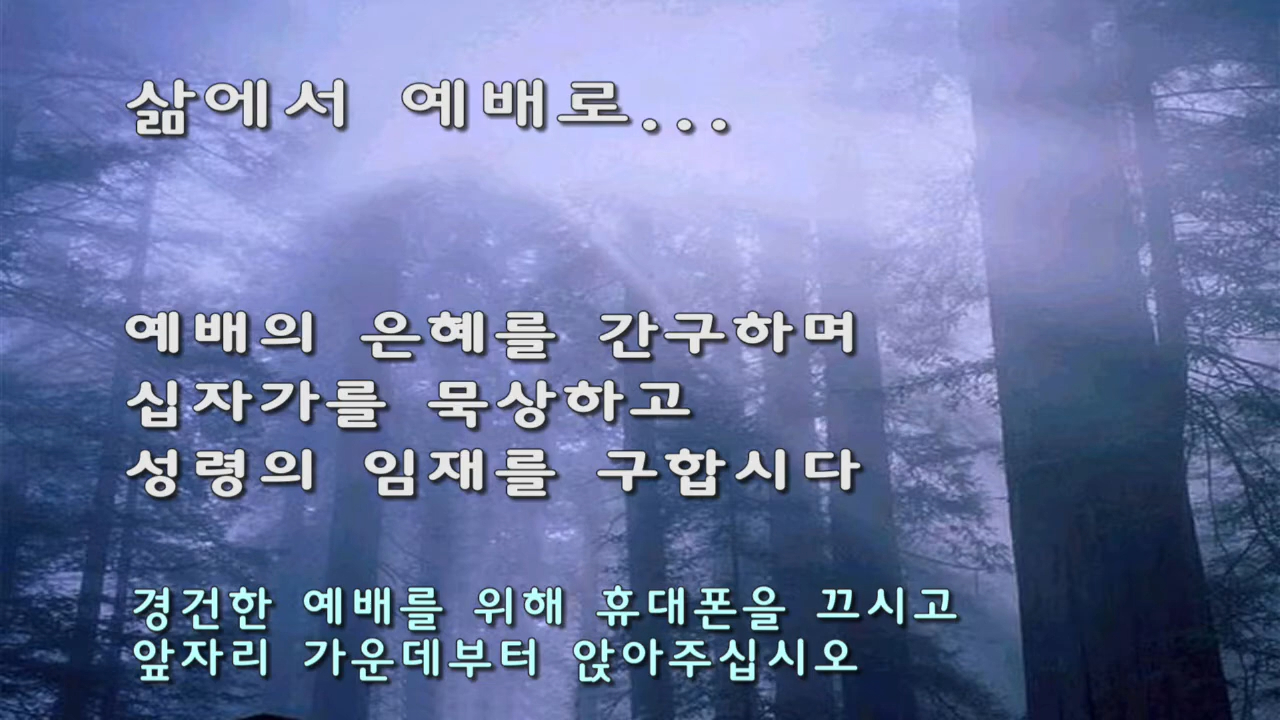 삶에서 예배로...
예배의 은혜를 간구하며
십자가를 묵상하고
성령의 임재를 구합시다
경건한 예배를 위해 휴대폰을 끄시고
앞자리 가운데부터 앉아주십시오